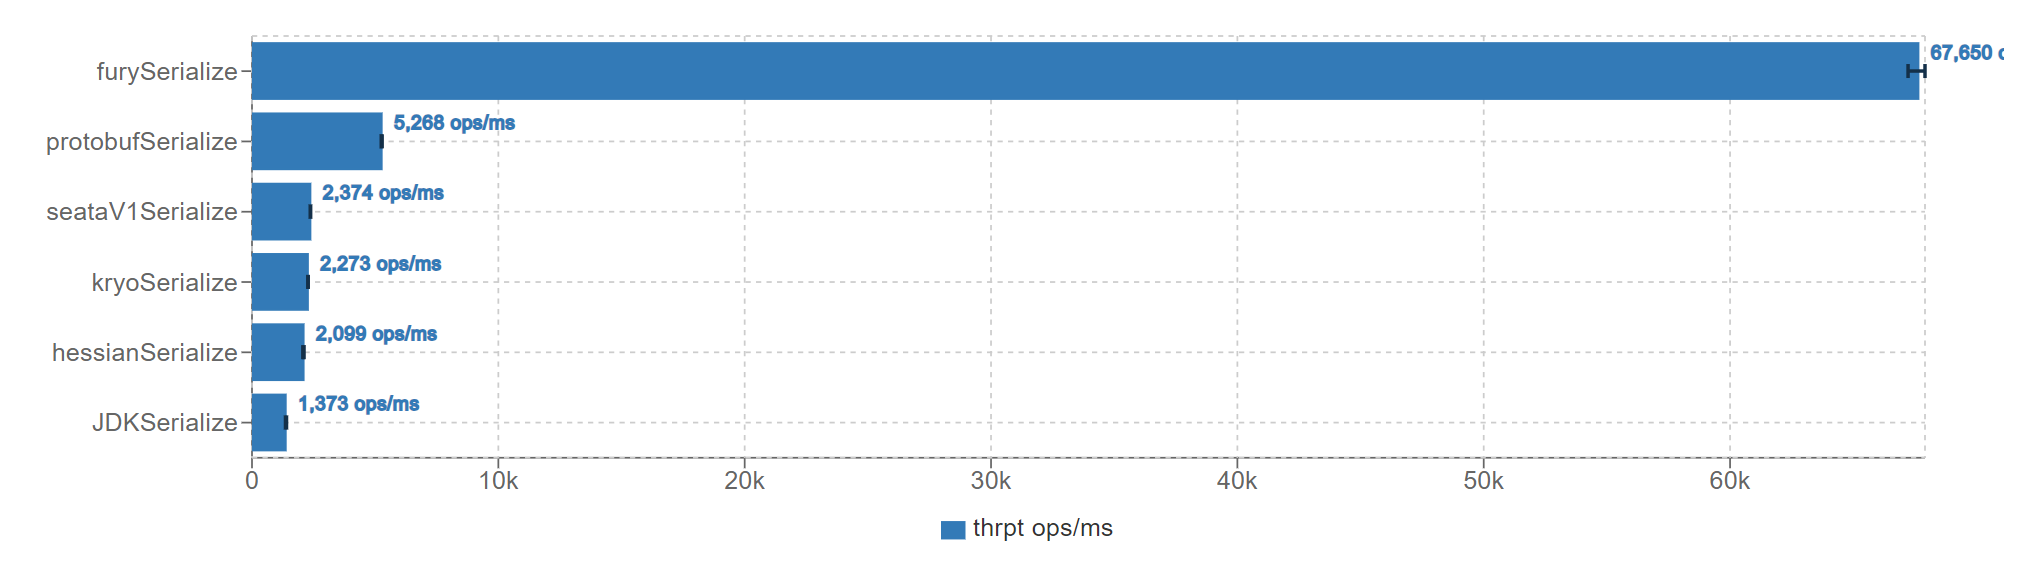 furySerialize
67,650
protobufSerialize
5,268 ops/ms
seataV1Serialize
2,374 ops/ms
kryoSerialize
2,273 ops/ms
hessianSerialize
2,099 ops/ms
JDKSerialize
1,373 ops/ms
0 10k 20k 30k 40k 50k 60k
thrpt ops/ms